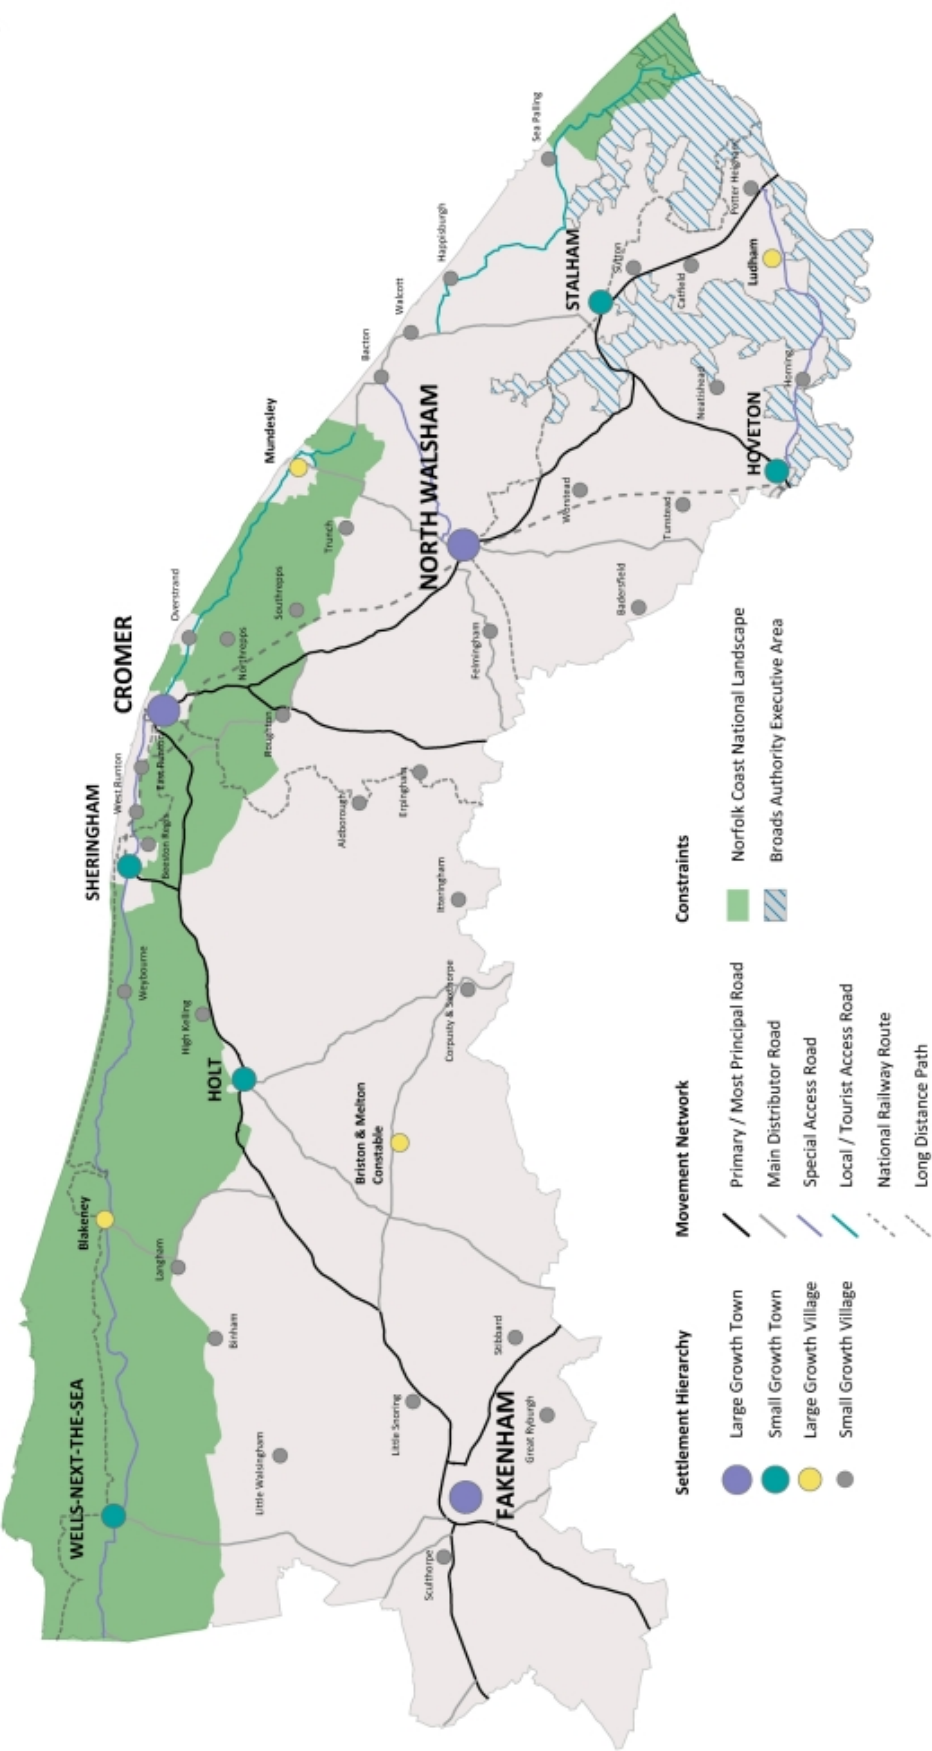 WELLS-NEXT-THE-SEA
Blakeney
Weybourne
SHERINGHAM
West Runton
East Runton
Beeston Regis
CROMER
Overstrand
Northrepps
Southrepps
Mundesley
Trunch
Bacton
Walcott
Happisburgh
Sea Palling
Langham
Binham
High Kelling
HOLT
Roughton
Aldborough
Erpingham
Little Walsingham
Little Snoring
Briston & Melton
Constable
Corpusty & Saxthorpe
Itteringham
Felmingham
NORTH WALSHAM
Worstead
STALHAM
Sutton
Catfield
Potter Heigham
Ludham
Sculthorpe
FAKENHAM
Great Ryburgh
Stibbard
Badersfield
Tunstead
Neatishead
HOVETON
Horning
Settlement Hierarchy
Large Growth Town
Small Growth Town
Large Growth Village
Small Growth Village
Movement Network
Primary / Most Principal Road
Main Distributor Road
Special Access Road
Local / Tourist Access Road
National Railway Route
Long Distance Path
Constraints
Norfolk Coast National Landscape
Broads Authority Executive Area